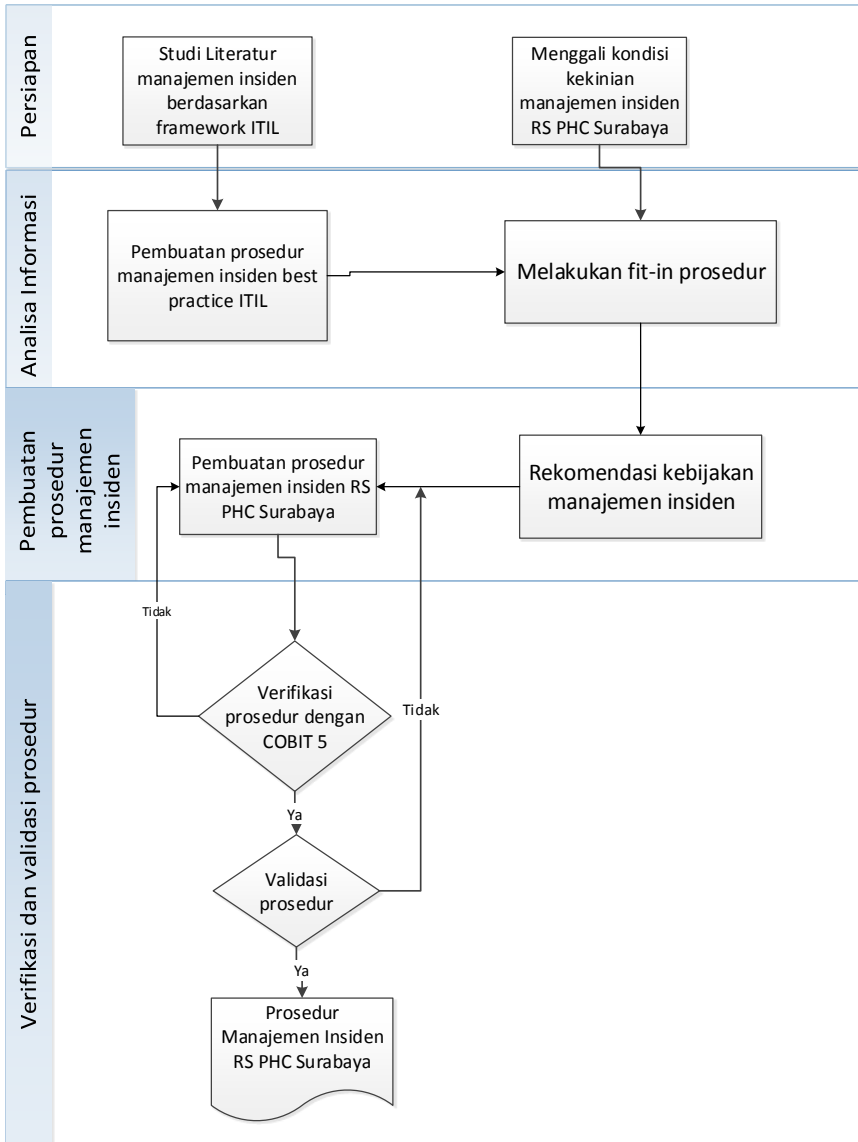 Persiapan
Studi Literatur
manajemen insiden
berdasarkan
framework ITIL
Menggali kondisi
kekinian
manajemen insiden
RS PHC Surabaya
Analisa Informasi
Pembuatan prosedur
manajemen insiden best
practice ITIL
Melakukan fit-in prosedur
Pembuatan
prosedur
manajemen
insiden
Pembuatan prosedur
manajemen insiden RS
PHC Surabaya
Rekomendasi kebijakan
manajemen insiden
Verifikasi dan validasi prosedur
Tidak
Verifikasi
prosedur dengan
COBIT 5
Tidak
Ya
Validasi
prosedur
Ya
Prosedur
Manajemen Insiden
RS PHC Surabaya